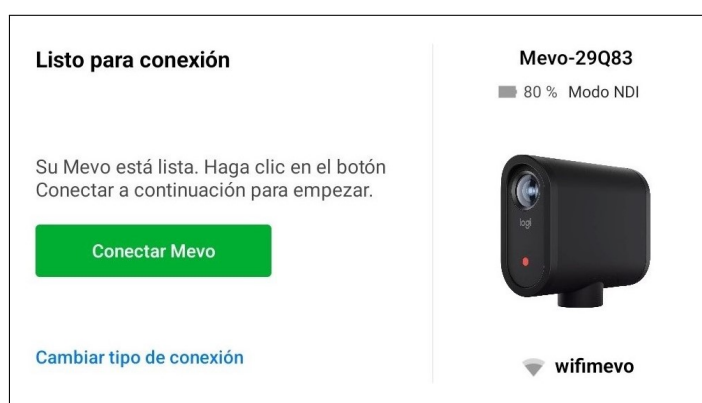 Listo para conexión
Su Mevo está lista. Haga clic en el botón
Conectar a continuación para empezar.
Conectar Mevo
Cambiar tipo de conexión
Mevo-29Q83
80 % Modo NDI
logi
wifimevo